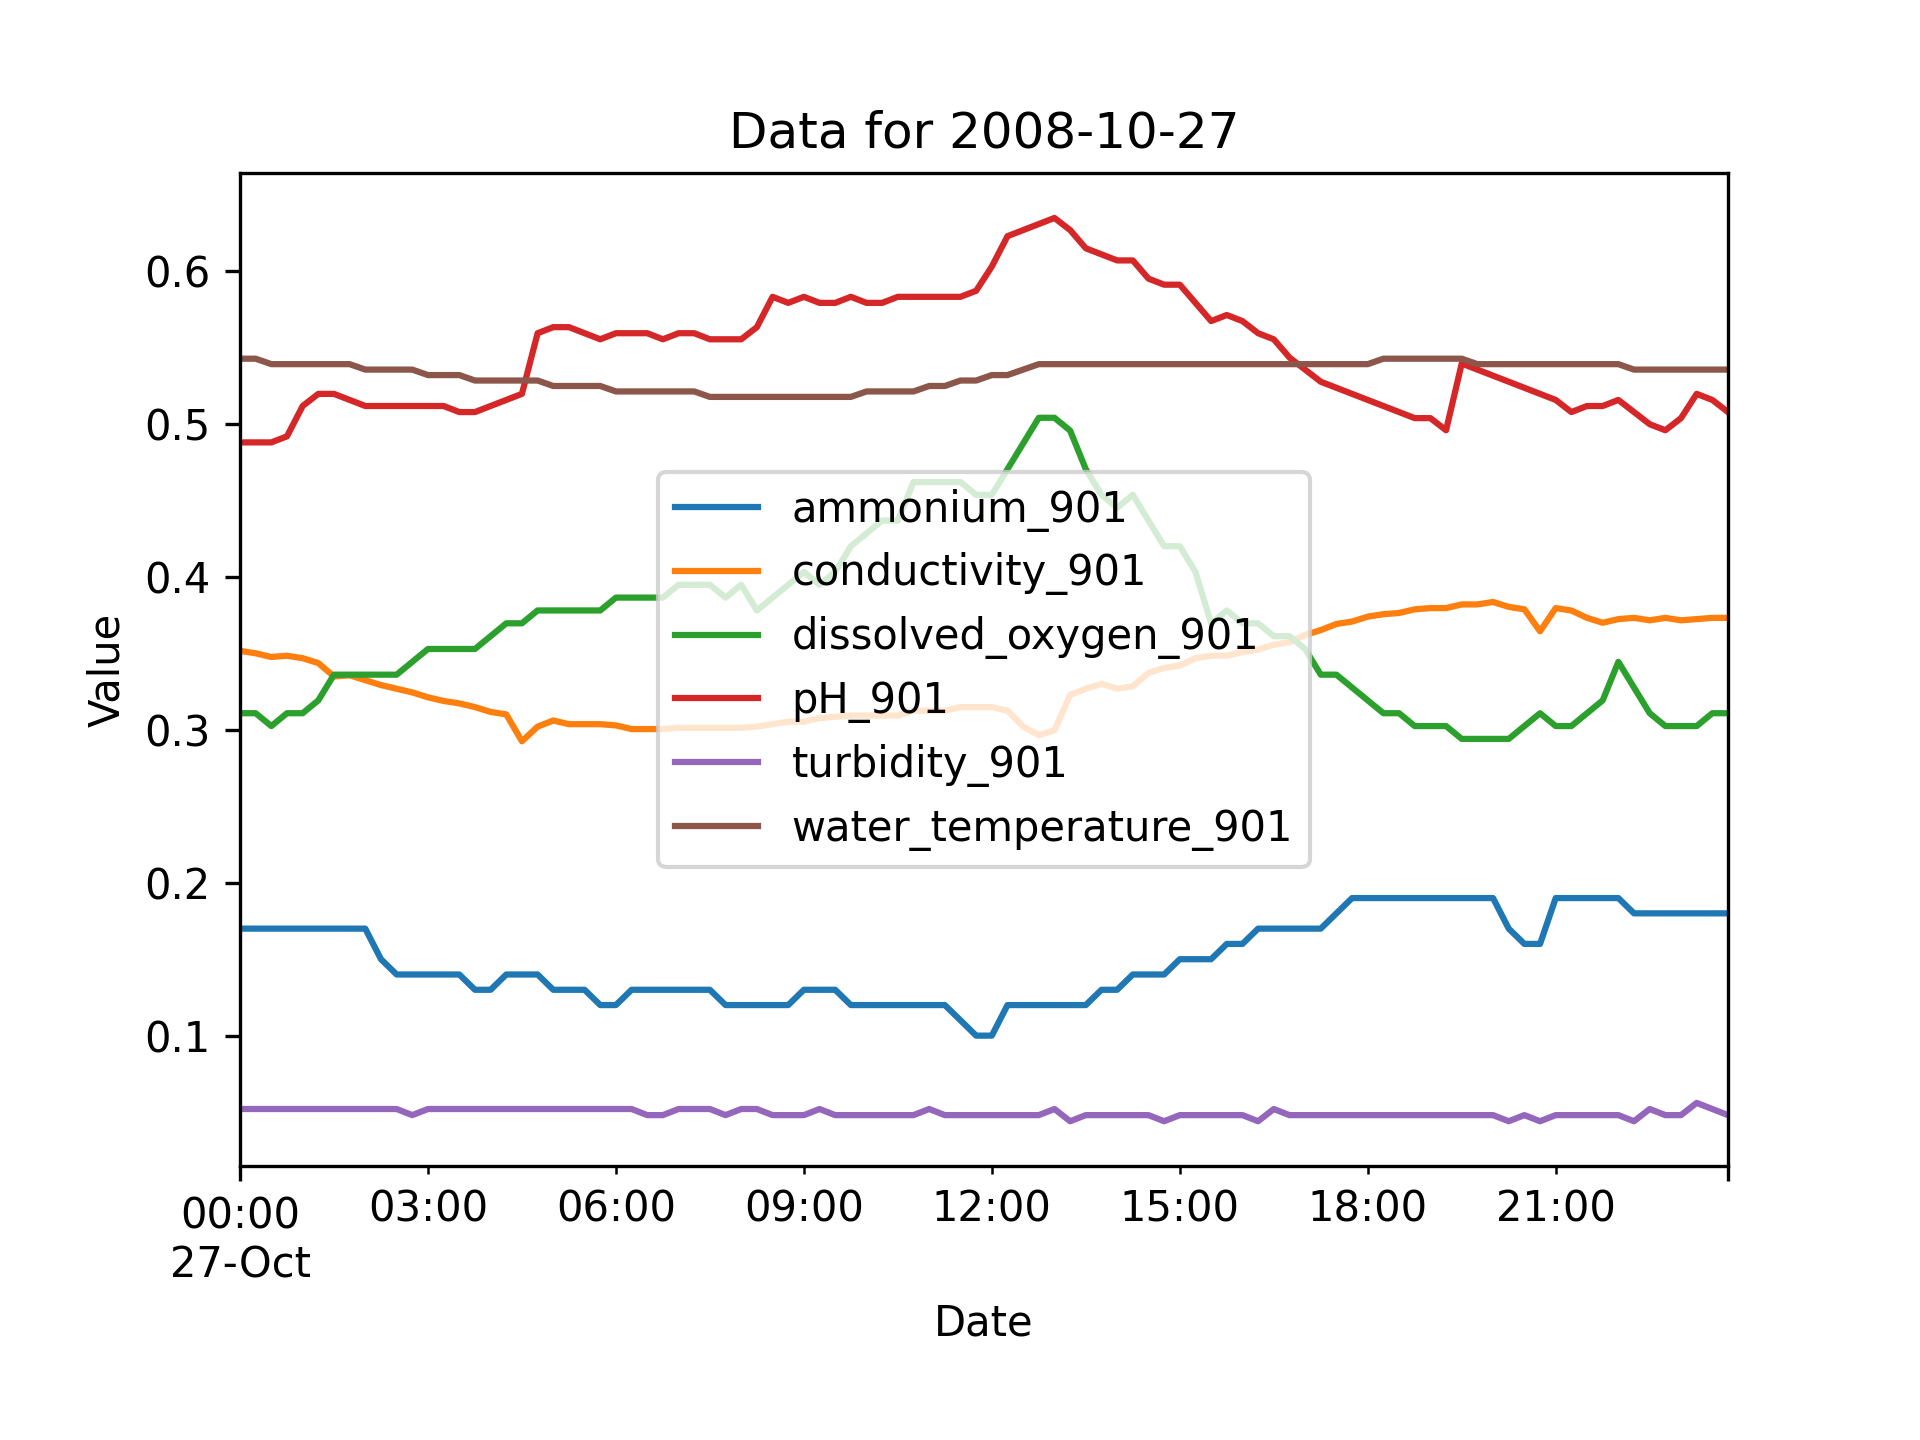 Data for 2008-10-27
Value
0.6
0.5
0.4
0.3
0.2
0.1
ammonium_901
conductivity_901
dissolved_oxygen_901
pH_901
turbidity_901
water_temperature_901
00:00 03:00 06:00 09:00 12:00 15:00 18:00 21:00
27-Oct
Date